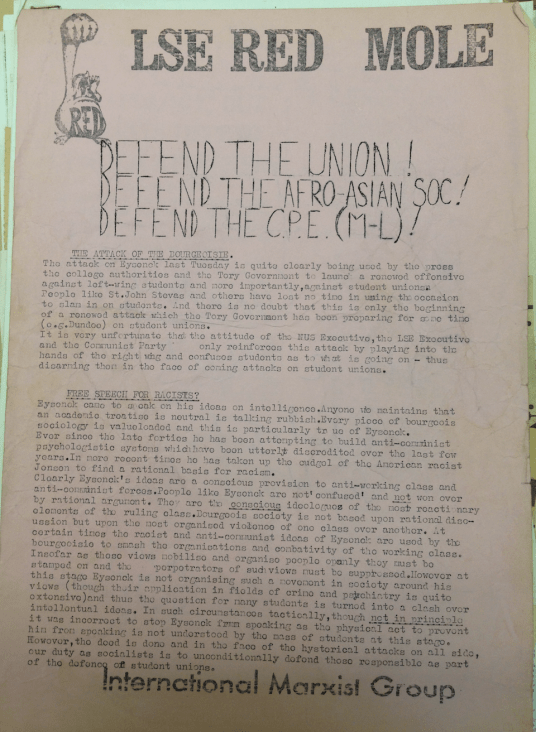 LSE RED MOLE
RED
DEFEND THE UNION!
DEFEND THE AFRO-ASIAN SOC!
DEFEND THE C.P.E. (M-L)!
THE ATTACK OF THE BOURGEOISIE.
The attack on Eysenck last Tuesday is quite clearly being used by the press
the college authorities and the Tory Government to launch a renewed offensive
against left-wing students and more importantly,against student unions.
People like St.John Stevas and others have lost no time in using the occasion
to slam in on students. And there is no doubt that this is only the beginning
of a renewed attack which the Tory Government has been preparing for some time
(e.g.Dundee) on student unions.
It is very unfortunate that the attitude of the NUS Executive,the LSE Executive
and the Communist Party only reinforces this attack by playing into the
hands of the right wing and confuses students as to what is going on - thus
disarming them in the face of coming attacks on student unions.
FREE SPEECH FOR RACISTS?
Eysenck came to speak on his ideas on intelligence.Anyone who maintains that
an academic treatise is neutral is talking rubbish.Every piece of bourgeois
sociology is valueloaded and this is particularly true of Eysenck.
Ever since the late forties he has been attempting to build anti-communist
psychologistic systems which have been utterly discredited over the last few
years.In more recent times he has taken up the cudgel of the American racist
Jensen to find a rational basis for racism.
Clearly Eysenck's ideas are a conscious provision to anti-working class and
anti-communist forces.People like Eysenck are not 'confused' and not won over
by rational argument. They are the conscious ideologues of the most reactionary
elements of the ruling class.Bourgeois society is not based upon rational disc-
ussion but upon the most organised violence of one class over another. At
certain times the racist and anti-communist ideas of Eysenck are used by the
bourgeoisie to smash the organisations and combativity of the working class.
Insofar as these views mobilise and organise people openly they must be
stamped on and the porpotrators of such views must be suppressed.However at
this stage Eysenck is not organising such a movement in society around his
views (though their application in fields of crime and psychiatry is quite
extensive)and thus the question for many students is turned into a clash over
intellectual ideas. In such circumstances tactically,though not in principle
it was incorrect to stop Eysenck from speaking as the physical act to prevent
him from speaking is not understood by the mass of students at this stage.
However,the deed is done and in the face of the hysterical attacks on all side,
our duty as socialists is to unconditionally defend those responsible as part
of the defence of student unions.
International Marxist Group